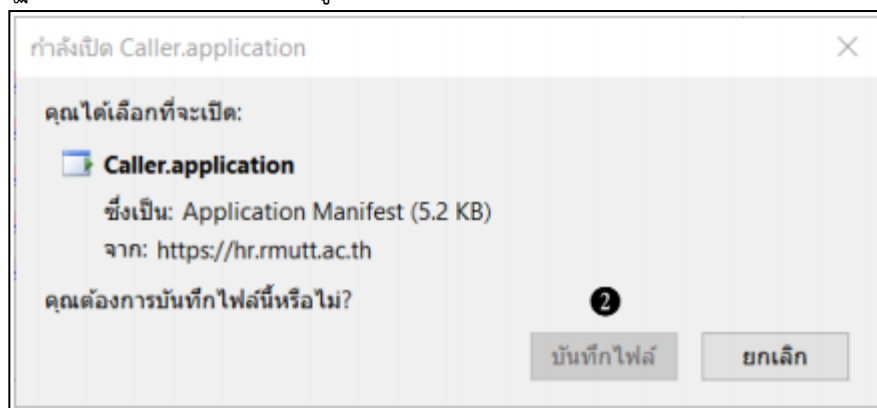 กำลังเปิด Caller.application
คุณได้เลือกที่จะเปิด:
Caller.application
ซึ่งเป็น: Application Manifest (5.2 KB)
จาก: https://hr.rmutt.ac.th
คุณต้องการบันทึกไฟล์นี้หรือไม่?
2
บันทึกไฟล์ ยกเลิก